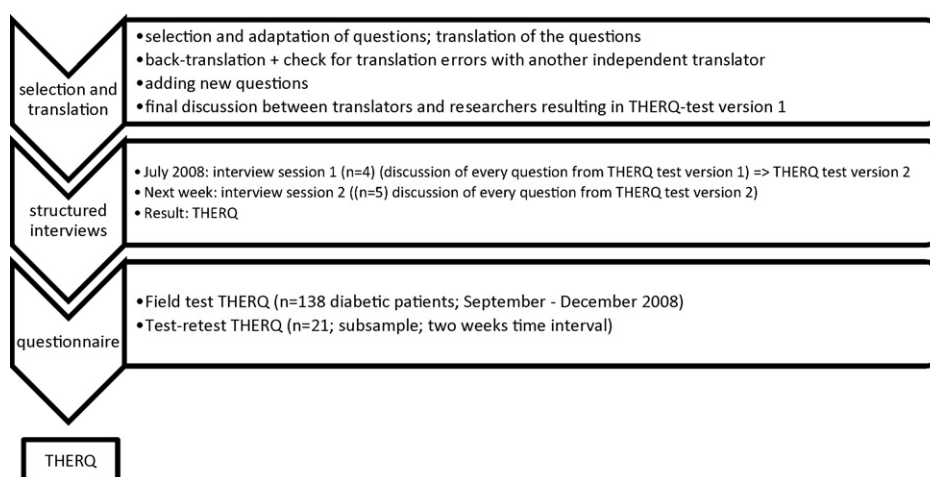 selection and
translation
•selection and adaptation of questions; translation of the questions
•back-translation + check for translation errors with another independent translator
•adding new questions
•final discussion between translators and researchers resulting in THERQ-test version 1
structured
interviews
• July 2008: interview session 1 (n=4) (discussion of every question from THERQ test version 1) => THERQ test version 2
• Next week: interview session 2 ((n=5) discussion of every question from THERQ test version 2)
• Result: THERQ
questionnaire
•Field test THERQ (n=138 diabetic patients; September - December 2008)
•Test-retest THERQ (n=21; subsample; two weeks time interval)
THERQ